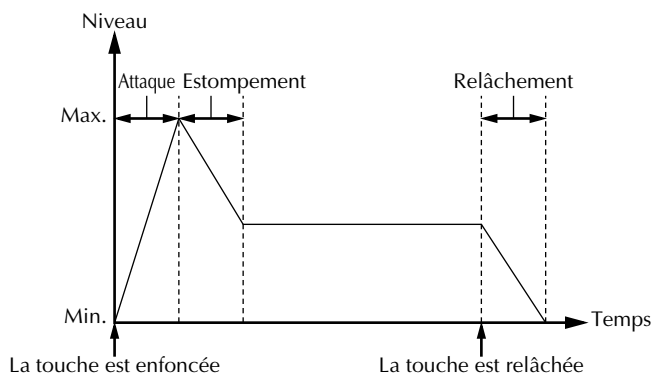 Niveau
Attaque Estompement Relâchement
Max.
Min. Temps
La touche est enfoncée La touche est relâchée